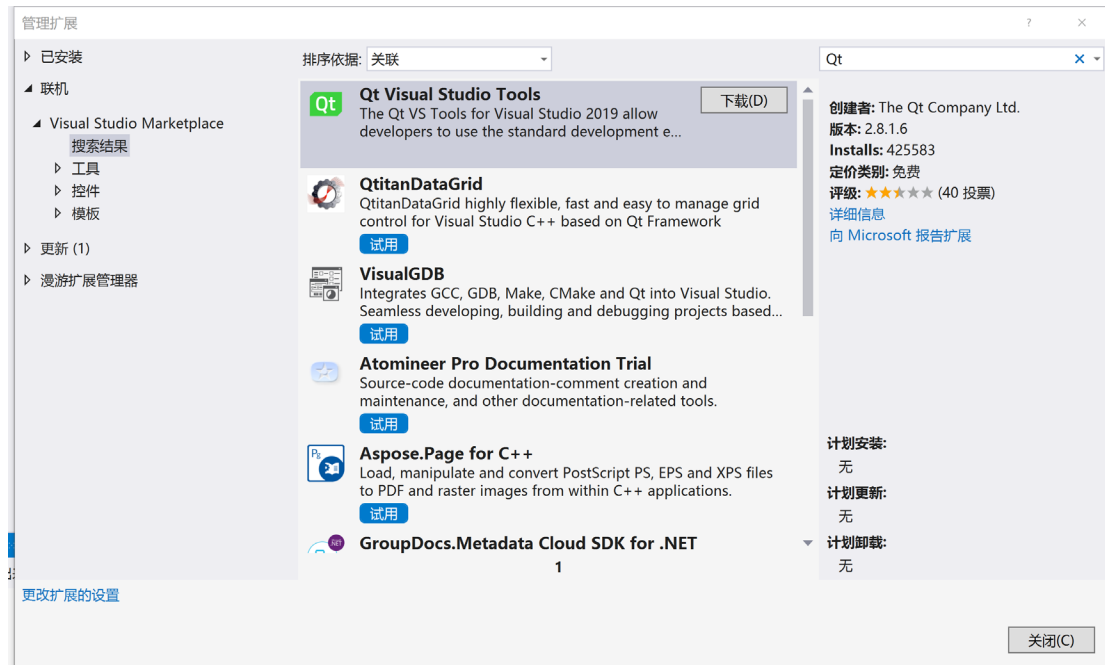 管理扩展
? ×
已安装
联机
Visual Studio Marketplace
搜索结果
工具
控件
模板
更新 (1)
漫游扩展管理器
更改扩展的设置
排序依据: 关联
Qt
Qt Visual Studio Tools
下载(D)
The Qt VS Tools for Visual Studio 2019 allow
developers to use the standard development e...
QtitanDataGrid
QtitanDataGrid highly flexible, fast and easy to manage grid
control for Visual Studio C++ based on Qt Framework
试用
VisualGDB
Integrates GCC, GDB, Make, CMake and Qt into Visual Studio.
Seamless developing, building and debugging projects based...
试用
Atomineer Pro Documentation Trial
Source-code documentation-comment creation and
maintenance, and other documentation-related tools.
试用
Pg
Aspose.Page for C++
Load, manipulate and convert PostScript PS, EPS and XPS files
to PDF and raster images from within C++ applications.
试用
.NET
GroupDocs.Metadata Cloud SDK for .NET
1
Qt
创建者: The Qt Company Ltd.
版本: 2.8.1.6
Installs: 425583
定价类别: 免费
评级: ★★★★★ (40 投票)
详细信息
向 Microsoft 报告扩展
计划安装:
无
计划更新:
无
计划卸载:
无
关闭(C)